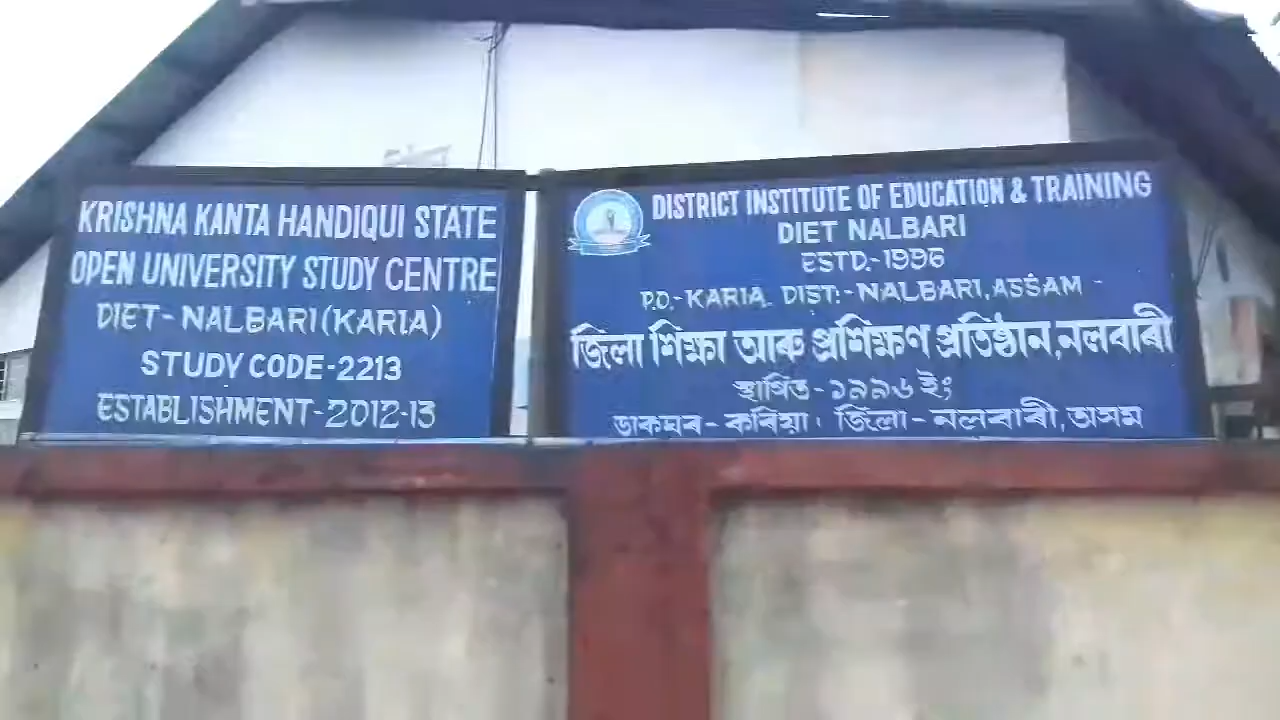 KRISHNA KANTA HANDIQUI STATE
OPEN UNIVERSITY STUDY CENTRE
DIET-NALBARI(KARIA)
STUDY CODE-2213
ESTABLISHMENT-2012-13
DISTRICT INSTITUTE OF EDUCATION & TRAINING
DIET NALBARI
ESTD.-1996
P.O.-KARIA DIST:-NALBARI, ASSAM
জিলা শিক্ষা আৰু প্ৰশিক্ষণ প্ৰতিষ্ঠান, নলবাৰী
স্থাপিত-১৯৯৬ ইং
ডাকঘৰ- কৰিয়া। জিলা- নলবাৰী, অসম